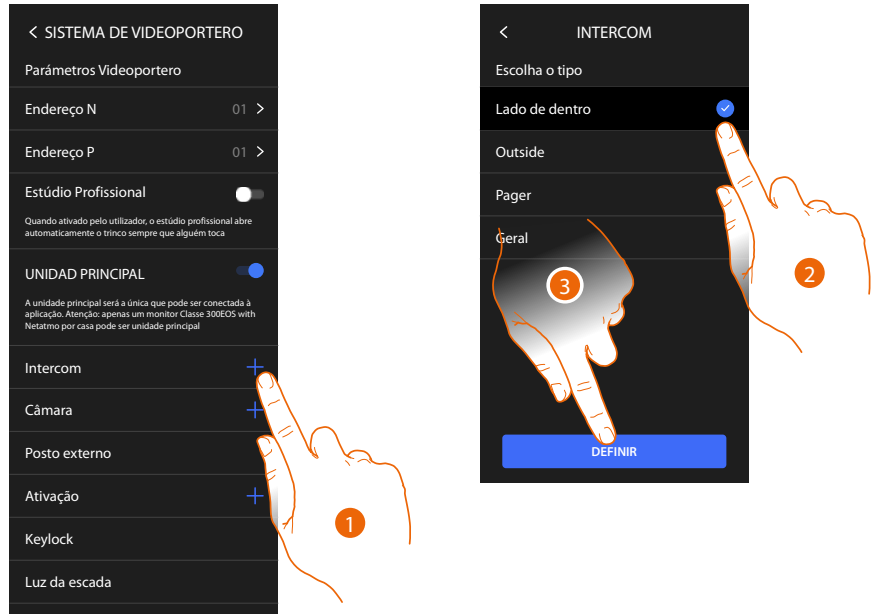 SISTEMA DE VIDEOPORTERO
Parámetros Videoportero
Endereço N 01
Endereço P 01
Estúdio Profissional
Quando ativado pelo utilizador, o estúdio profissional abre
automaticamente o trinco sempre que alguém toca
UNIDAD PRINCIPAL
A unidade principal será a única que pode ser conectada à
aplicação. Atenção: apenas um monitor Classe 300EOS with
Netatmo por casa pode ser unidade principal
Intercom
Câmara
Posto externo
Ativação
Keylock
Luz da escada
1
INTERCOM
Escolha o tipo
Lado de dentro
Outside
Pager
Geral
2
3
DEFINIR